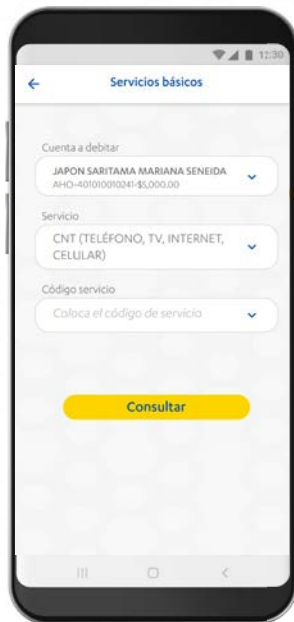 12:30
Servicios básicos
Cuenta a debitar
JAPON SARITAMA MARIANA SENEIDA
AHO-401010010241-$5,000.00
Servicio
CNT (TELÉFONO, TV, INTERNET,
CELULAR)
Código servicio
Coloca el código de servicio
Consultar